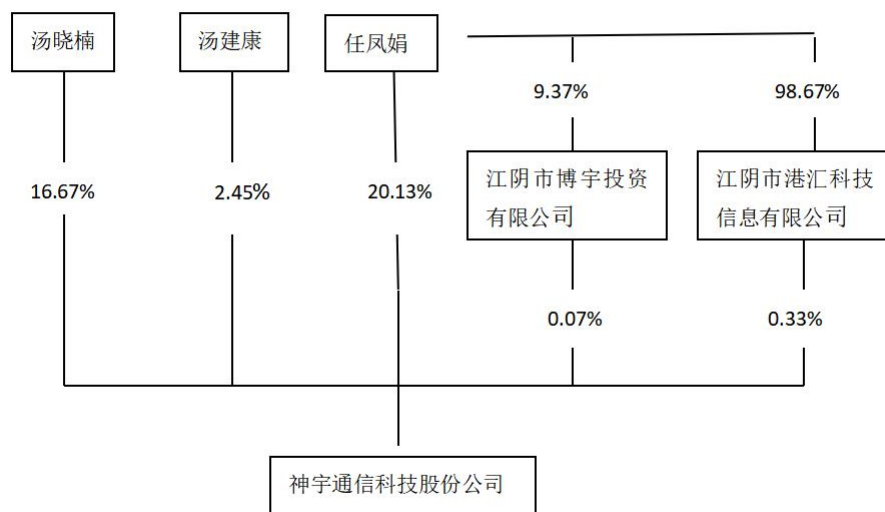 汤晓楠
汤建康
任凤娟
9.37%
98.67%
16.67%
2.45%
20.13%
江阴市博宇投资
有限公司
江阴市港汇科技
信息有限公司
0.07%
0.33%
神宇通信科技股份公司